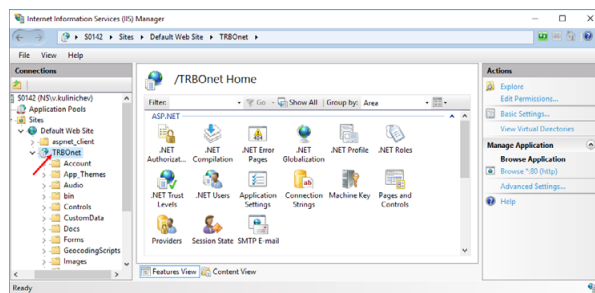 Internet Information Services (IIS) Manager
S0142 Sites Default Web Site TRBOnet
File View Help
Connections
S0142 (NS\v.kulinichev)
Application Pools
Sites
Default Web Site
aspnet_client
TRBOnet
Account
App_Themes
Audio
bin
Controls
CustomData
Docs
Forms
GeocodingScripts
Images
/TRBOnet Home
Filter: Go Show All Group by: Area
ASP.NET
.NET Authorizat...
.NET Compilation
.NET Error Pages
.NET Globalization
.NET Profile
.NET Roles
.NET Trust Levels
.NET Users
Application Settings
Connection Strings
Machine Key
Pages and Controls
Providers
Session State
SMTP E-mail
Features View Content View
Actions
Explore
Edit Permissions...
Basic Settings...
View Virtual Directories
Manage Application
Browse Application
Browse *:80 (http)
Advanced Settings...
Help
Ready